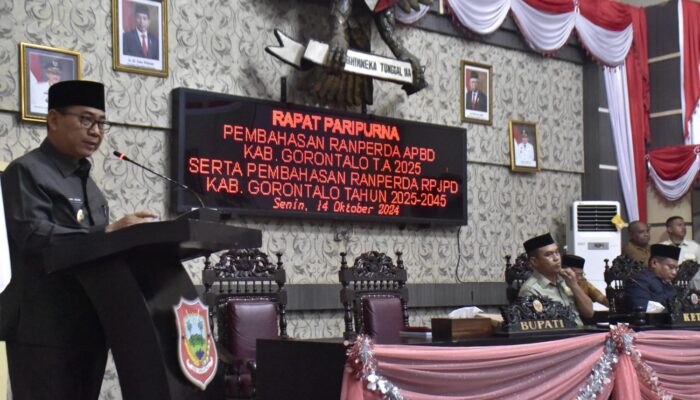 BHINNEKA TUNGGAL IKA
RAPAT PARIPURNA
PEMBAHASAN RANPERDA APBD
KAB. GORONTALO T.A 2025
SERTA PEMBAHASAN RANPERDA RPJPD
KAB. GORONTALO TAHUN 2025-2045
Senin, 14 Oktober 2024
BUPATI
KET